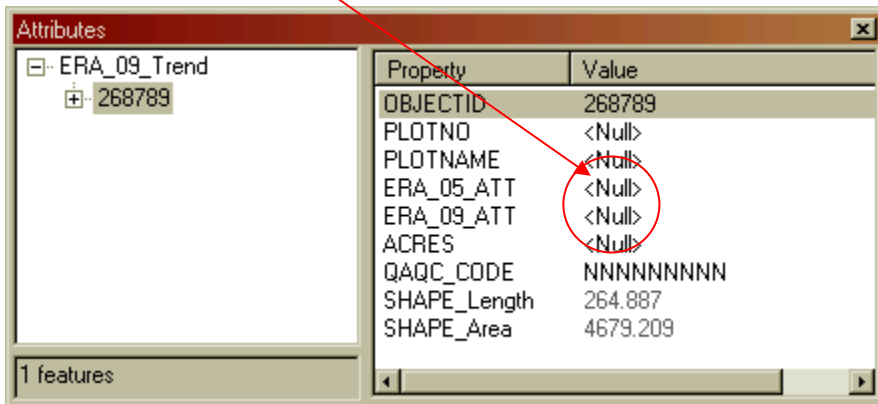 Attributes
ERA_09_Trend
268789
Property Value
OBJECTID 268789
PLOTNO <Null>
PLOTNAME <Null>
ERA_05_ATT <Null>
ERA_09_ATT <Null>
ACRES <Null>
QAQC_CODE NNNNNNNNN
SHAPE_Length 264.887
SHAPE_Area 4679.209
1 features